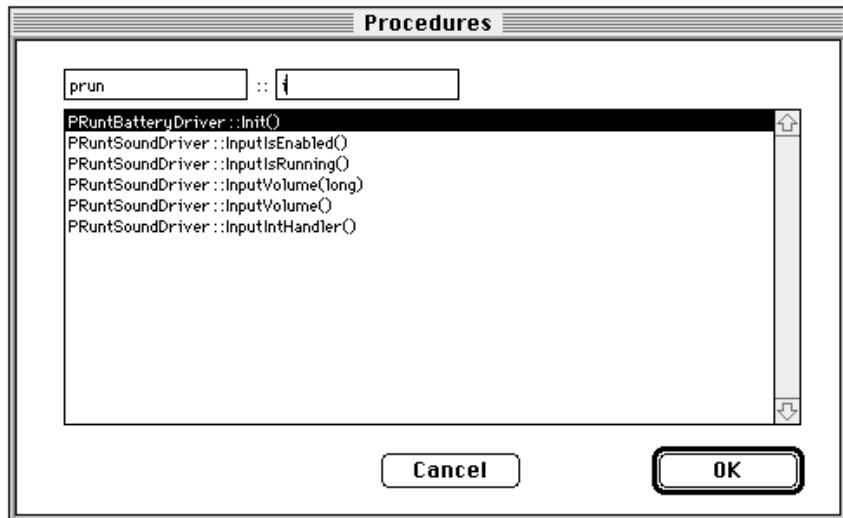 Procedures
prun :: i
PRuntBatteryDriver::Init()
PRuntSoundDriver::InputIsEnabled()
PRuntSoundDriver::InputIsRunning()
PRuntSoundDriver::InputVolume(long)
PRuntSoundDriver::InputVolume()
PRuntSoundDriver::InputIntHandler()
Cancel OK